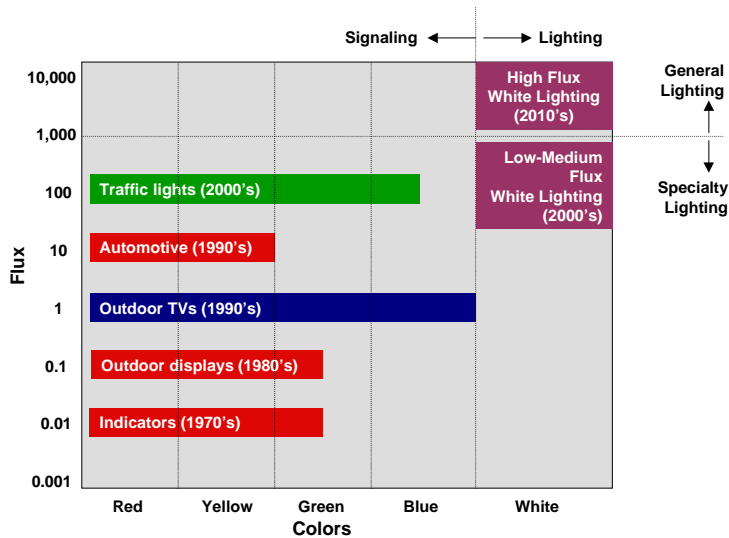 Signaling
Lighting
10,000
High Flux
White Lighting
(2010's)
General
Lighting
1,000
Low-Medium
Flux
White Lighting
(2000's)
100
Traffic lights (2000's)
Specialty
Lighting
10
Automotive (1990's)
Flux
1
Outdoor TVs (1990's)
0.1
Outdoor displays (1980's)
0.01
Indicators (1970's)
0.001
Red
Yellow
Green
Blue
White
Colors